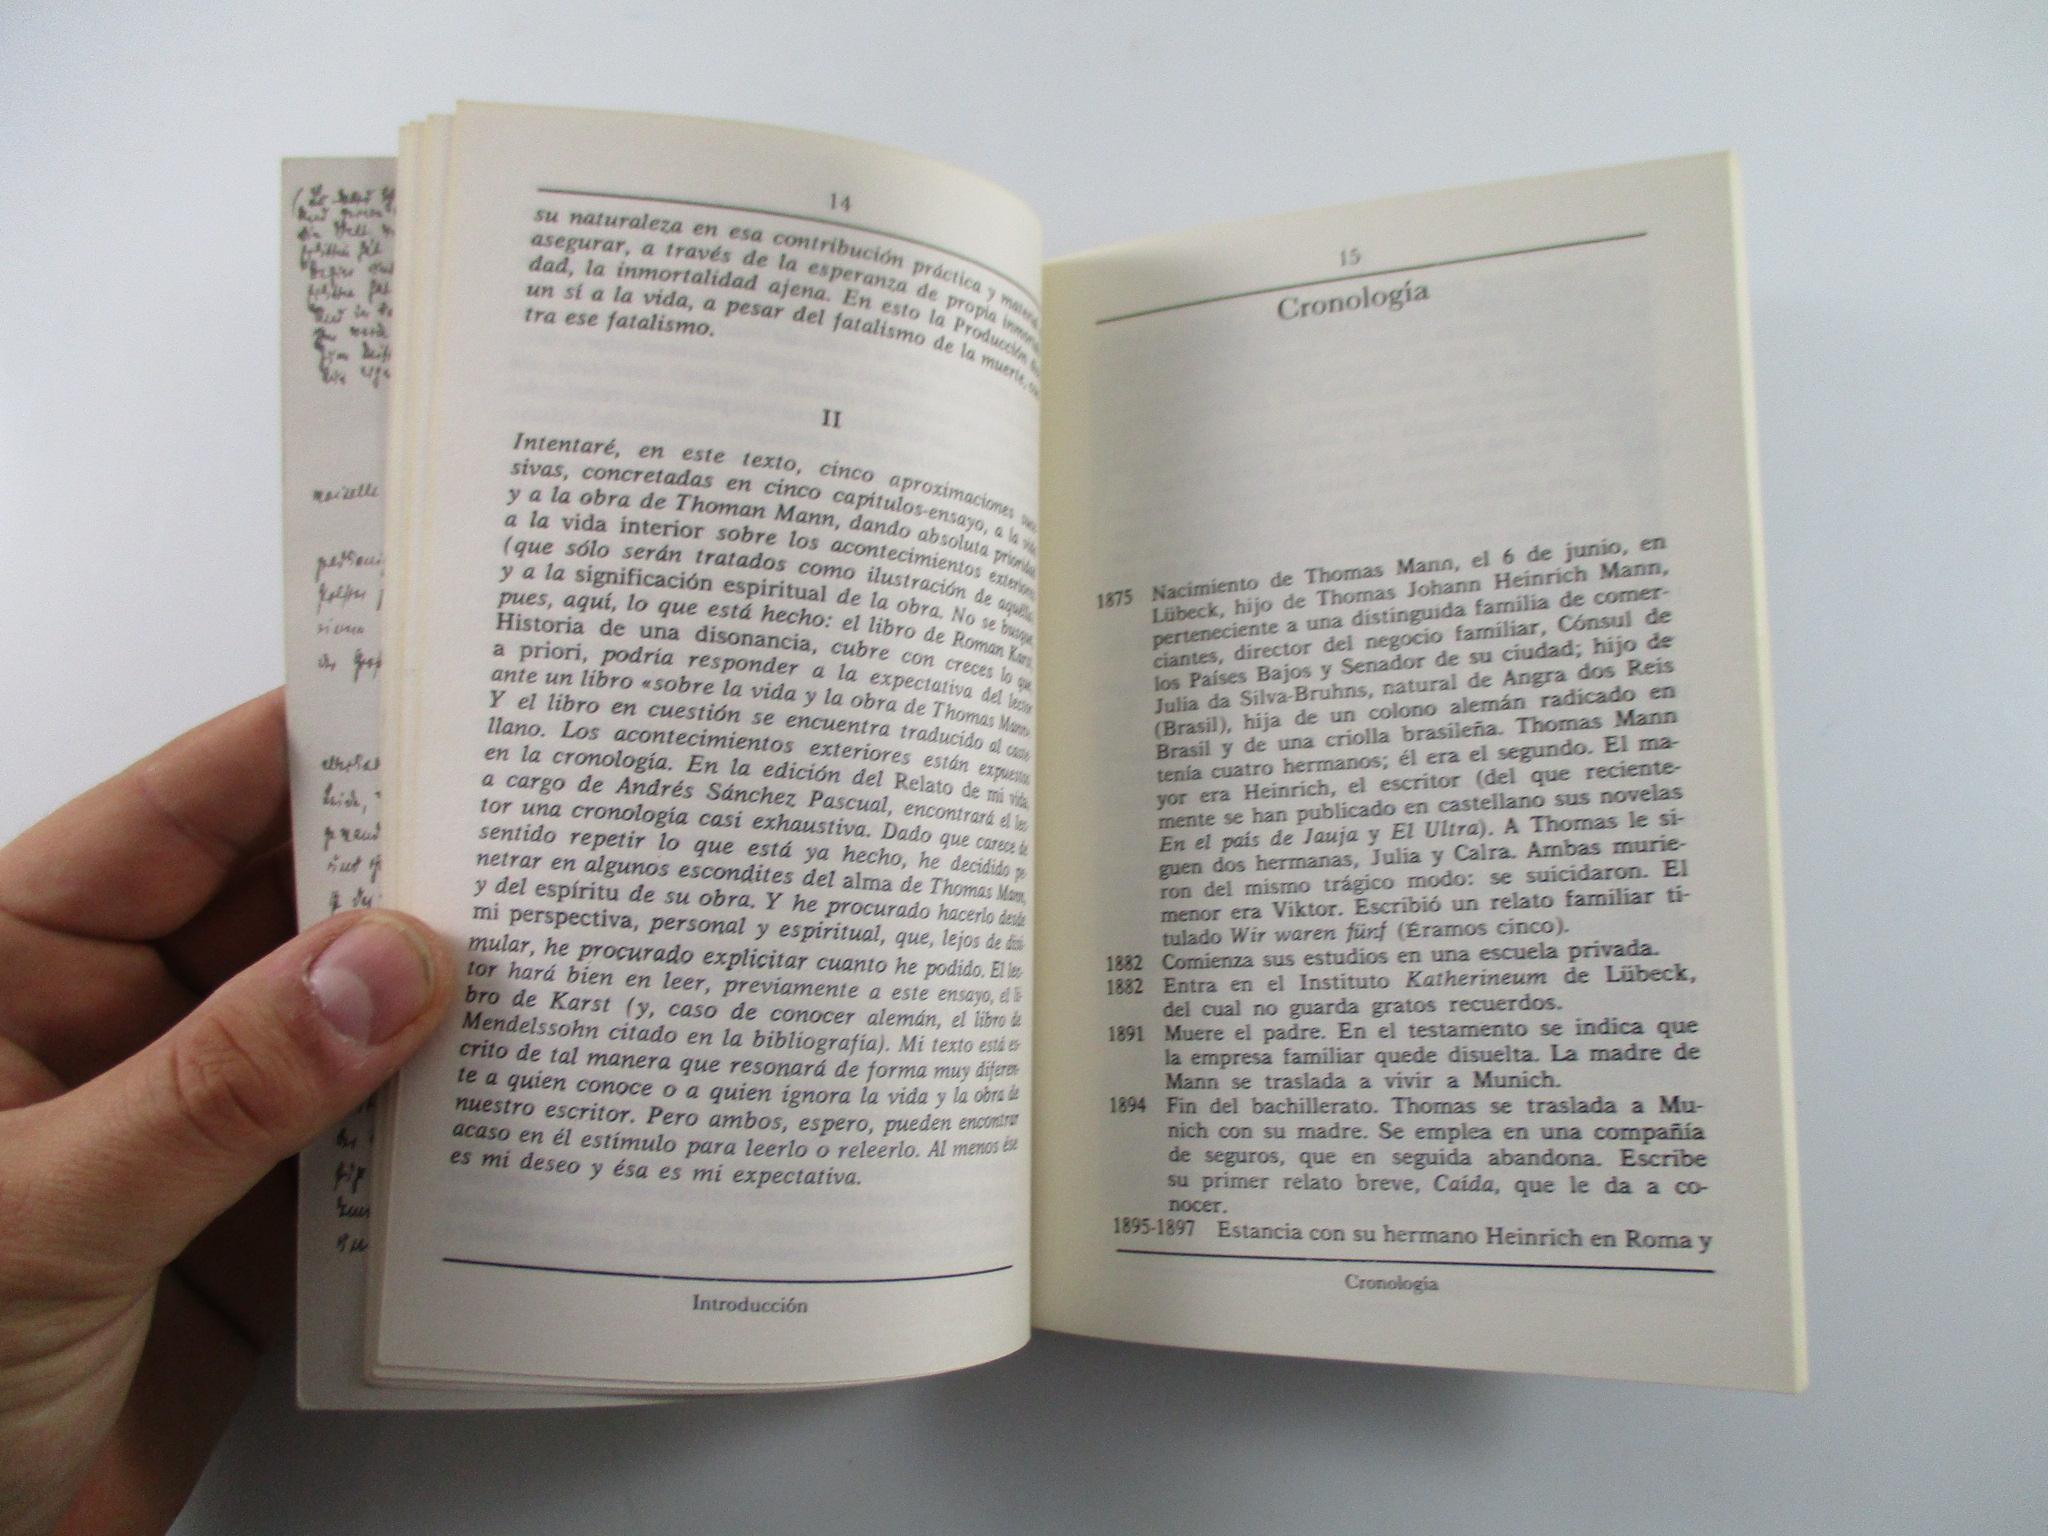 14
su naturaleza en esa contribución práctica y material
asegurar, a través de la esperanza de propia inmortali-
dad, la inmortalidad ajena. En esto la Producción
un sí a la vida, a pesar del fatalismo de la muerte,
tra ese fatalismo.
II
Intentaré, en este texto, cinco aproximaciones
sivas, concretadas en cinco capítulos-ensayo, a la vida
y a la obra de Thoman Mann, dando absoluta prioridad
a la vida interior sobre los acontecimientos exteriores
(que sólo serán tratados como ilustración de aquélla)
y a la significación espiritual de la obra. No se busque,
pues, aquí, lo que está hecho: el libro de Roman Karst,
Historia de una disonancia, cubre con creces lo que,
a priori, podría responder a la expectativa del lector
ante un libro «sobre la vida y la obra de Thomas Mann».
Y el libro en cuestión se encuentra traducido al caste-
llano. Los acontecimientos exteriores están expuestos
en la cronología. En la edición del Relato de mi vida,
a cargo de Andrés Sánchez Pascual, encontrará el lec-
tor una cronología casi exhaustiva. Dado que carece de
sentido repetir lo que está ya hecho, he decidido pe-
netrar en algunos escondites del alma de Thomas Mann,
y del espíritu de su obra. Y he procurado hacerlo desde
mi perspectiva, personal y espiritual, que, lejos de disi-
mular, he procurado explicitar cuanto he podido. El lec-
tor hará bien en leer, previamente a este ensayo, el li-
bro de Karst (y, caso de conocer alemán, el libro de
Mendelssohn citado en la bibliografía). Mi texto está es-
crito de tal manera que resonará de forma muy diferen-
te a quien conoce o a quien ignora la vida y la obra de
nuestro escritor. Pero ambos, espero, pueden encontrar
acaso en él estímulo para leerlo o releerlo. Al menos ése
es mi deseo y ésa es mi expectativa.
Introducción
15
Cronología
1875 Nacimiento de Thomas Mann, el 6 de junio, en
Lübeck, hijo de Thomas Johann Heinrich Mann,
perteneciente a una distinguida familia de comer-
ciantes, director del negocio familiar, Cónsul de
los Países Bajos y Senador de su ciudad; hijo de
Julia da Silva-Bruhns, natural de Angra dos Reis
(Brasil), hija de un colono alemán radicado en
Brasil y de una criolla brasileña. Thomas Mann
tenía cuatro hermanos; él era el segundo. El ma-
yor era Heinrich, el escritor (del que reciente-
mente se han publicado en castellano sus novelas
En el país de Jauja y El Ultra). A Thomas le si-
guen dos hermanas, Julia y Calra. Ambas murie-
ron del mismo trágico modo: se suicidaron. El
menor era Viktor. Escribió un relato familiar ti-
tulado Wir waren fünf (Éramos cinco).
1882 Comienza sus estudios en una escuela privada.
1882 Entra en el Instituto Katherineum de Lübeck,
del cual no guarda gratos recuerdos.
1891 Muere el padre. En el testamento se indica que
la empresa familiar quede disuelta. La madre de
Mann se traslada a vivir a Munich.
1894 Fin del bachillerato. Thomas se traslada a Mu-
nich con su madre. Se emplea en una compañía
de seguros, que en seguida abandona. Escribe
su primer relato breve, Caída, que le da a co-
nocer.
1895-1897 Estancia con su hermano Heinrich en Roma y
Cronología